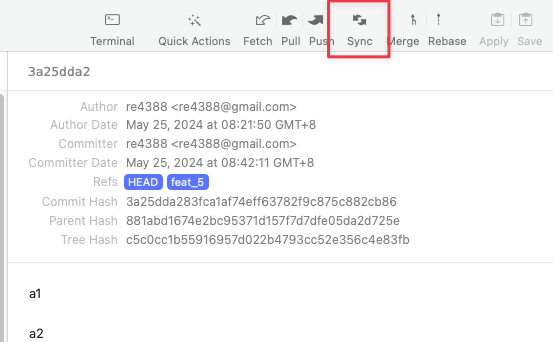 Terminal Quick Actions Fetch Pull Push Sync Merge Rebase Apply Save
3a25dda2
Author re4388 <re4388@gmail.com>
Author Date May 25, 2024 at 08:21:50 GMT+8
Committer re4388 <re4388@gmail.com>
Committer Date May 25, 2024 at 08:42:11 GMT+8
Refs HEAD feat_5
Commit Hash 3a25dda283fca1af74eff63782f9c875c882cb86
Parent Hash 881abd1674e2bc95371d157f7d7dfe05da2d725e
Tree Hash c5c0cc1b55916957d022b4793cc52e356c4e83fb
a1
a2